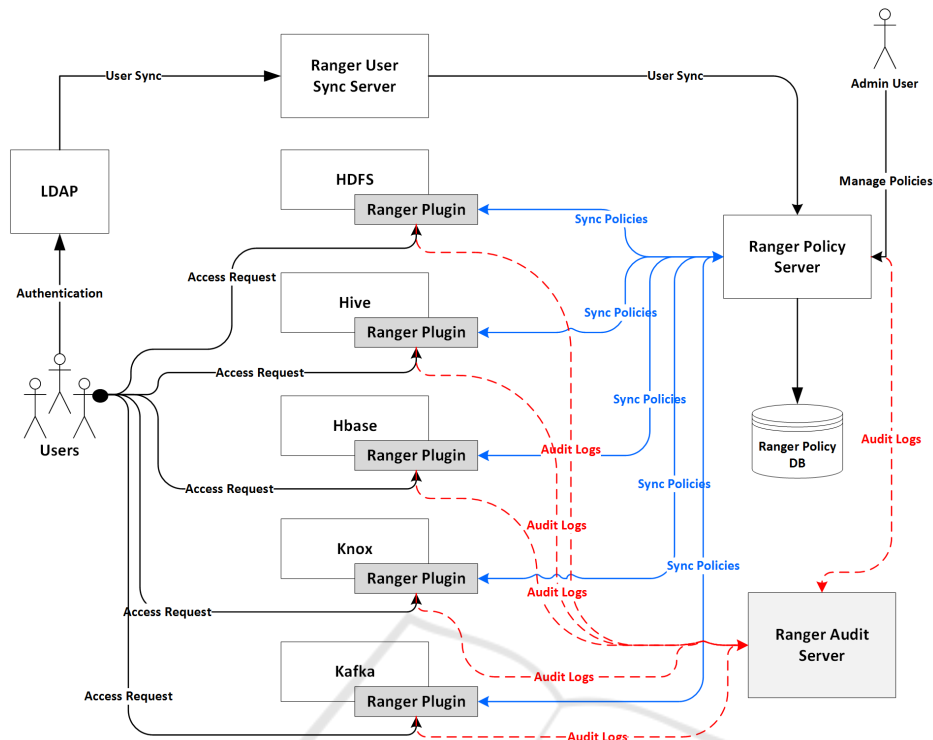 Admin User
User Sync
Ranger User
Sync Server
User Sync
LDAP
HDFS
Ranger Plugin
Manage Policies
Sync Policies
Ranger Policy
Server
Access Request
Authentication
Hive
Ranger Plugin
Sync Policies
Access Request
Users
Hbase
Ranger Plugin
Sync Policies
Audit Logs
Ranger Policy
DB
Audit Logs
Access Request
Sync Policies
Audit Logs
Knox
Ranger Plugin
Sync Policies
Audit Logs
Access Request
Ranger Audit
Server
Kafka
Ranger Plugin
Audit Logs
Access Request
Audit Logs